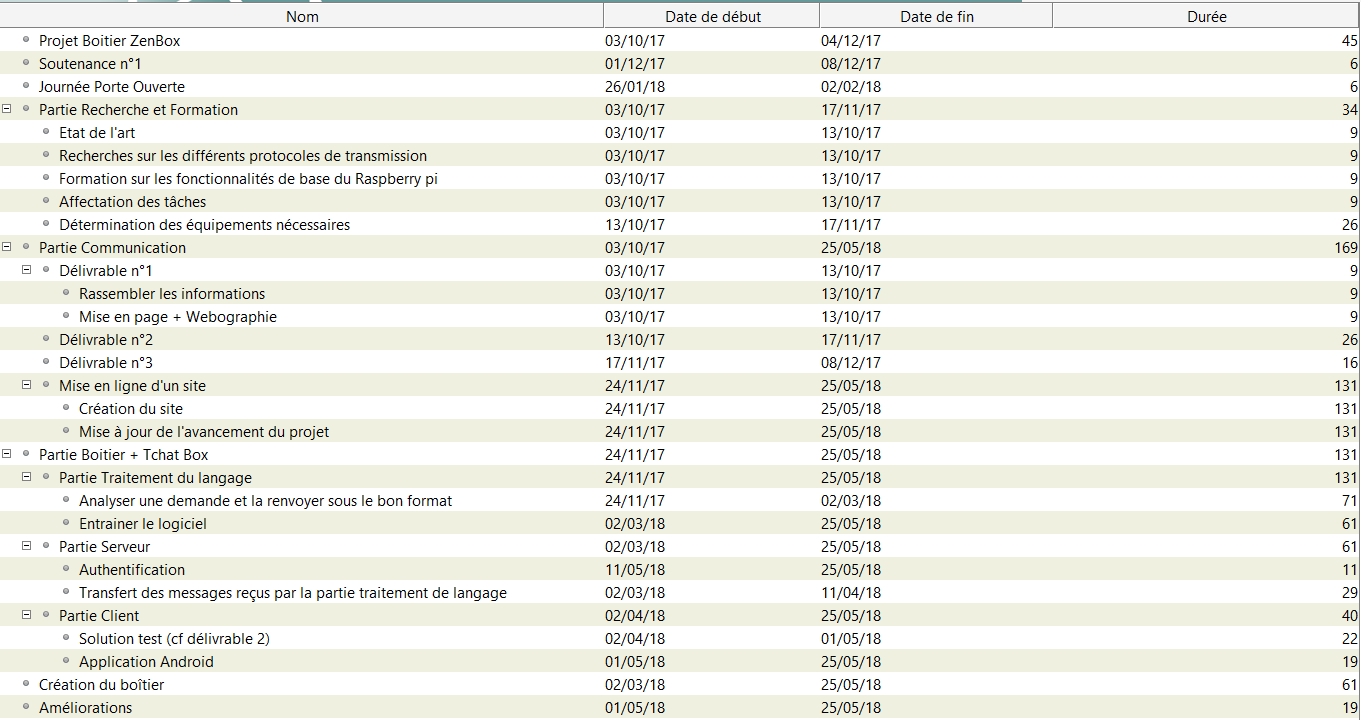 Nom Date de début Date de fin Durée
Projet Boitier ZenBox 03/10/17 04/12/17 45
Soutenance n°1 01/12/17 08/12/17 6
Journée Porte Ouverte 26/01/18 02/02/18 6
Partie Recherche et Formation 03/10/17 17/11/17 34
Etat de l'art 03/10/17 13/10/17 9
Recherches sur les différents protocoles de transmission 03/10/17 13/10/17 9
Formation sur les fonctionnalités de base du Raspberry pi 03/10/17 13/10/17 9
Affectation des tâches 03/10/17 13/10/17 9
Détermination des équipements nécessaires 13/10/17 17/11/17 26
Partie Communication 03/10/17 25/05/18 169
Délivrable n°1 03/10/17 13/10/17 9
Rassembler les informations 03/10/17 13/10/17 9
Mise en page + Webographie 03/10/17 13/10/17 9
Délivrable n°2 13/10/17 17/11/17 26
Délivrable n°3 17/11/17 08/12/17 16
Mise en ligne d'un site 24/11/17 25/05/18 131
Création du site 24/11/17 25/05/18 131
Mise à jour de l'avancement du projet 24/11/17 25/05/18 131
Partie Boitier + Tchat Box 24/11/17 25/05/18 131
Partie Traitement du langage 24/11/17 25/05/18 131
Analyser une demande et la renvoyer sous le bon format 24/11/17 02/03/18 71
Entrainer le logiciel 02/03/18 25/05/18 61
Partie Serveur 02/03/18 25/05/18 61
Authentification 11/05/18 25/05/18 11
Transfert des messages reçus par la partie traitement de langage 02/03/18 11/04/18 29
Partie Client 02/04/18 25/05/18 40
Solution test (cf délivrable 2) 02/04/18 01/05/18 22
Application Android 01/05/18 25/05/18 19
Création du boîtier 02/03/18 25/05/18 61
Améliorations 01/05/18 25/05/18 19